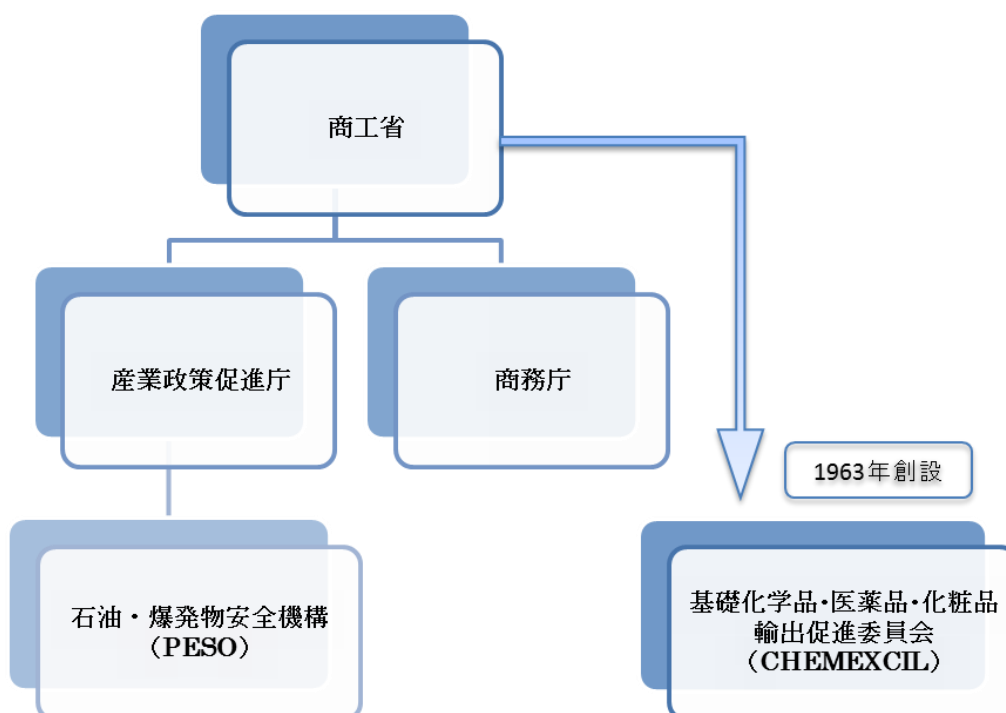 商工省
産業政策促進庁
商務庁
1963年創設
石油・爆発物安全機構
（PESO）
基礎化学品・医薬品・化粧品
輸出促進委員会
（CHEMEXCIL）